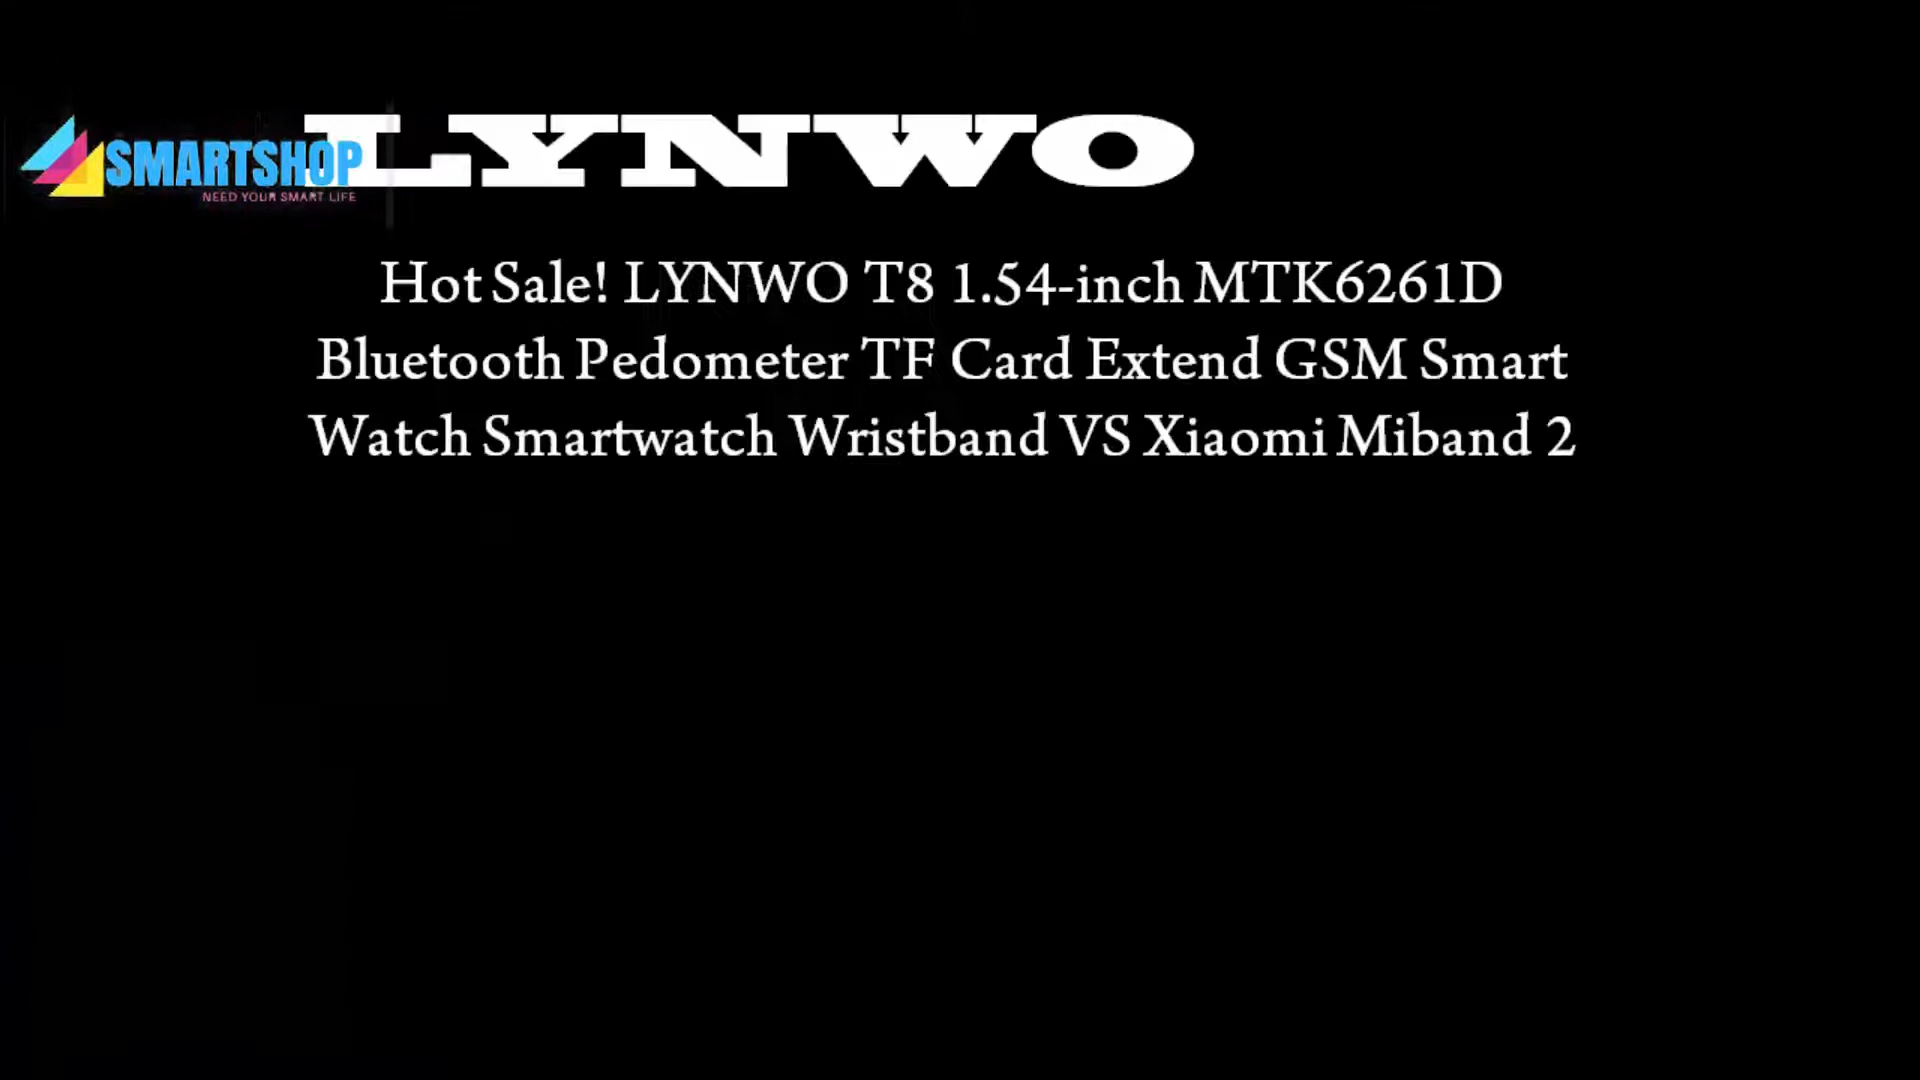 LYNWO
SMARTSHOP
NEED YOUR SMART LIFE
Hot Sale! LYNWO T8 1.54-inch MTK6261D
Bluetooth Pedometer TF Card Extend GSM Smart
Watch Smartwatch Wristband VS Xiaomi Miband 2